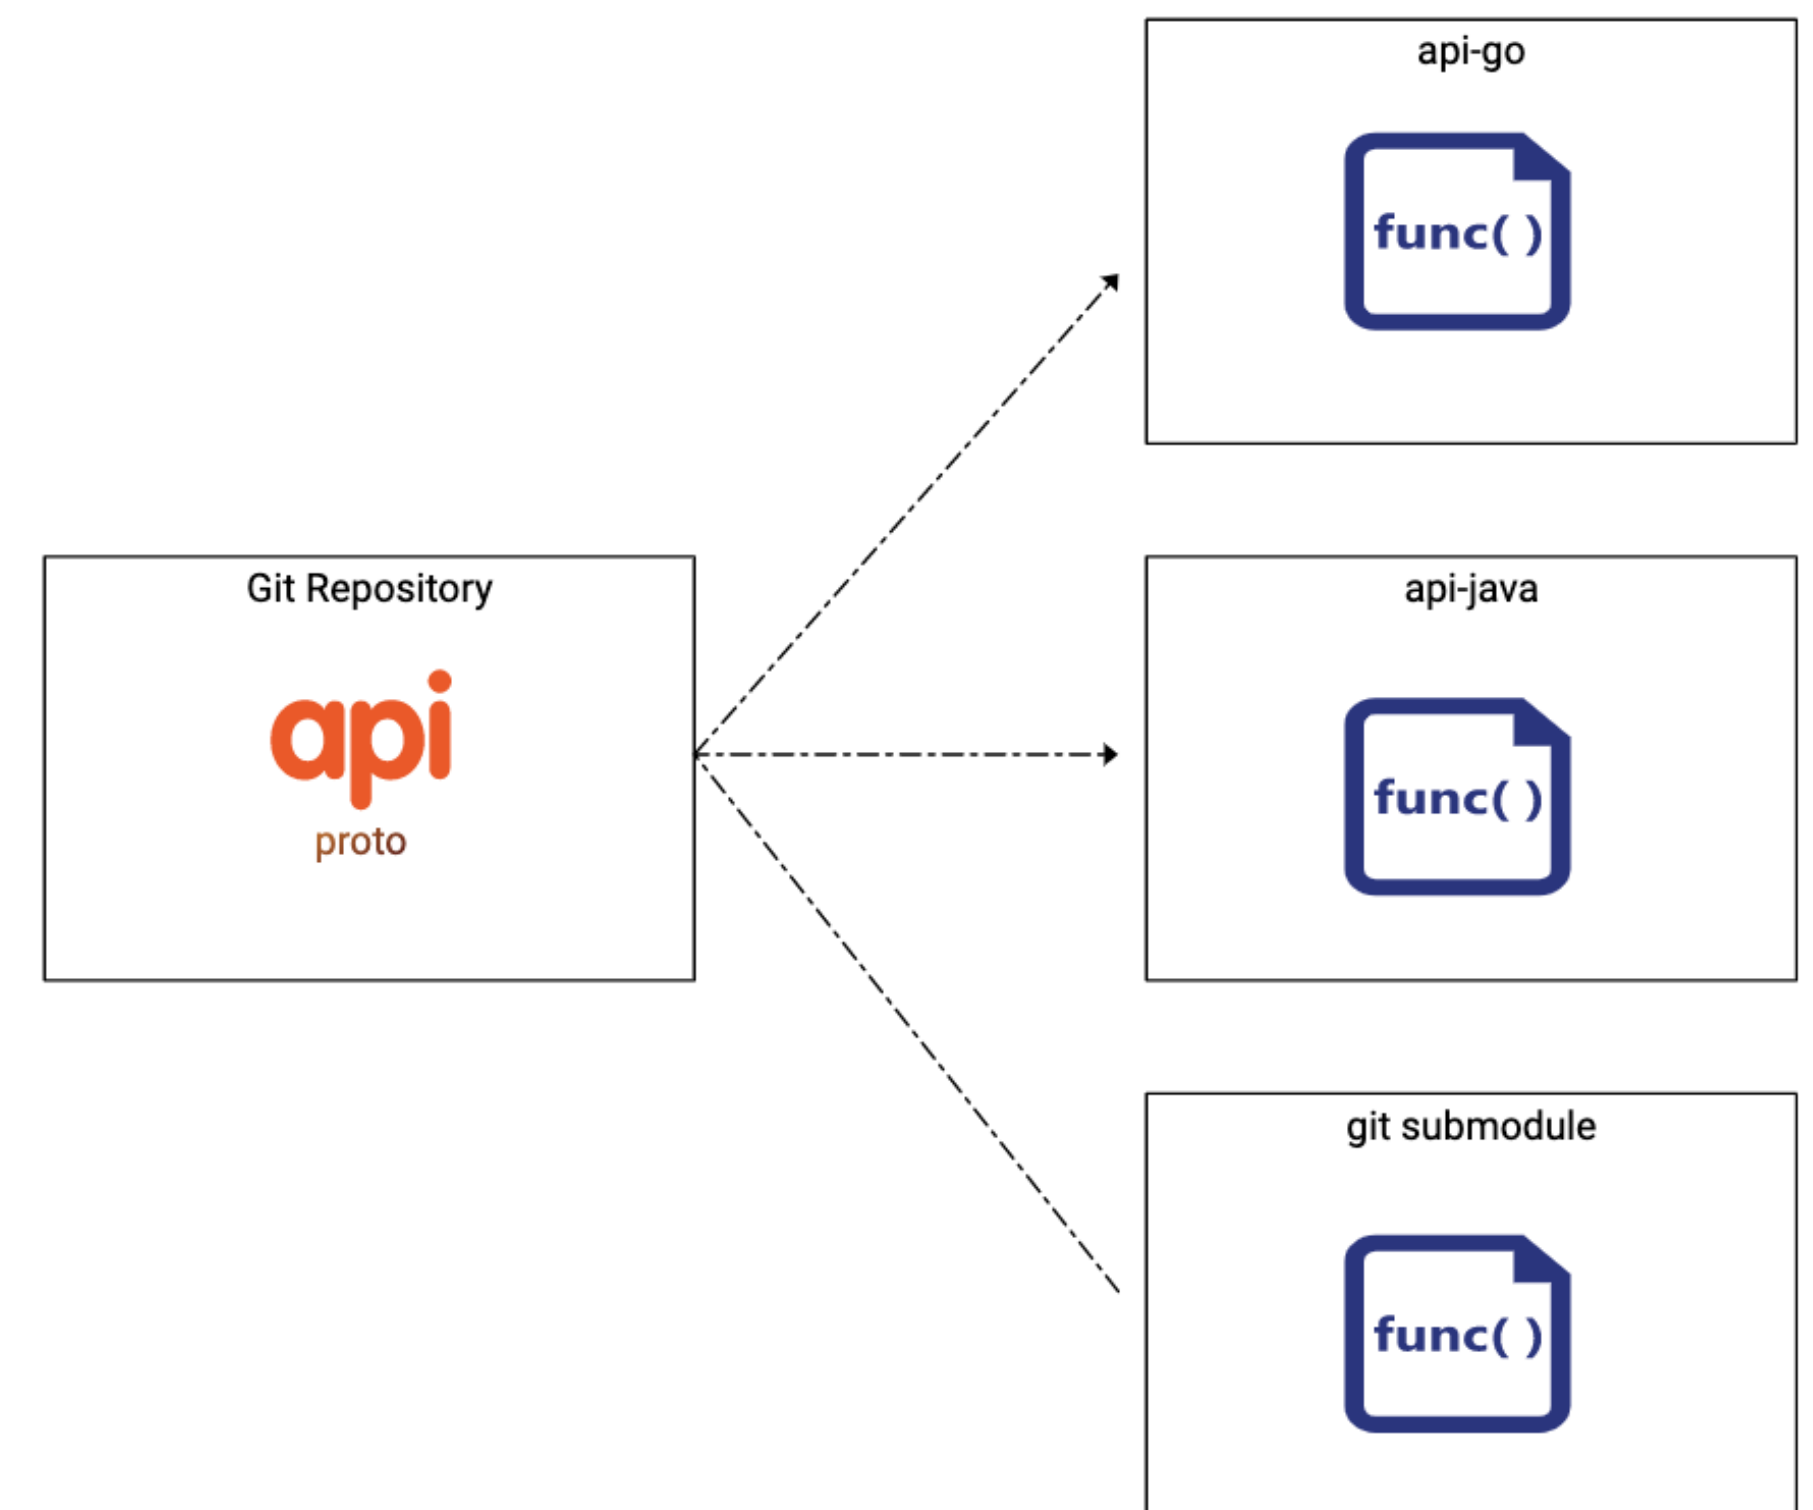 api-go
func( )
Git Repository
api
proto
api-java
func( )
git submodule
func( )